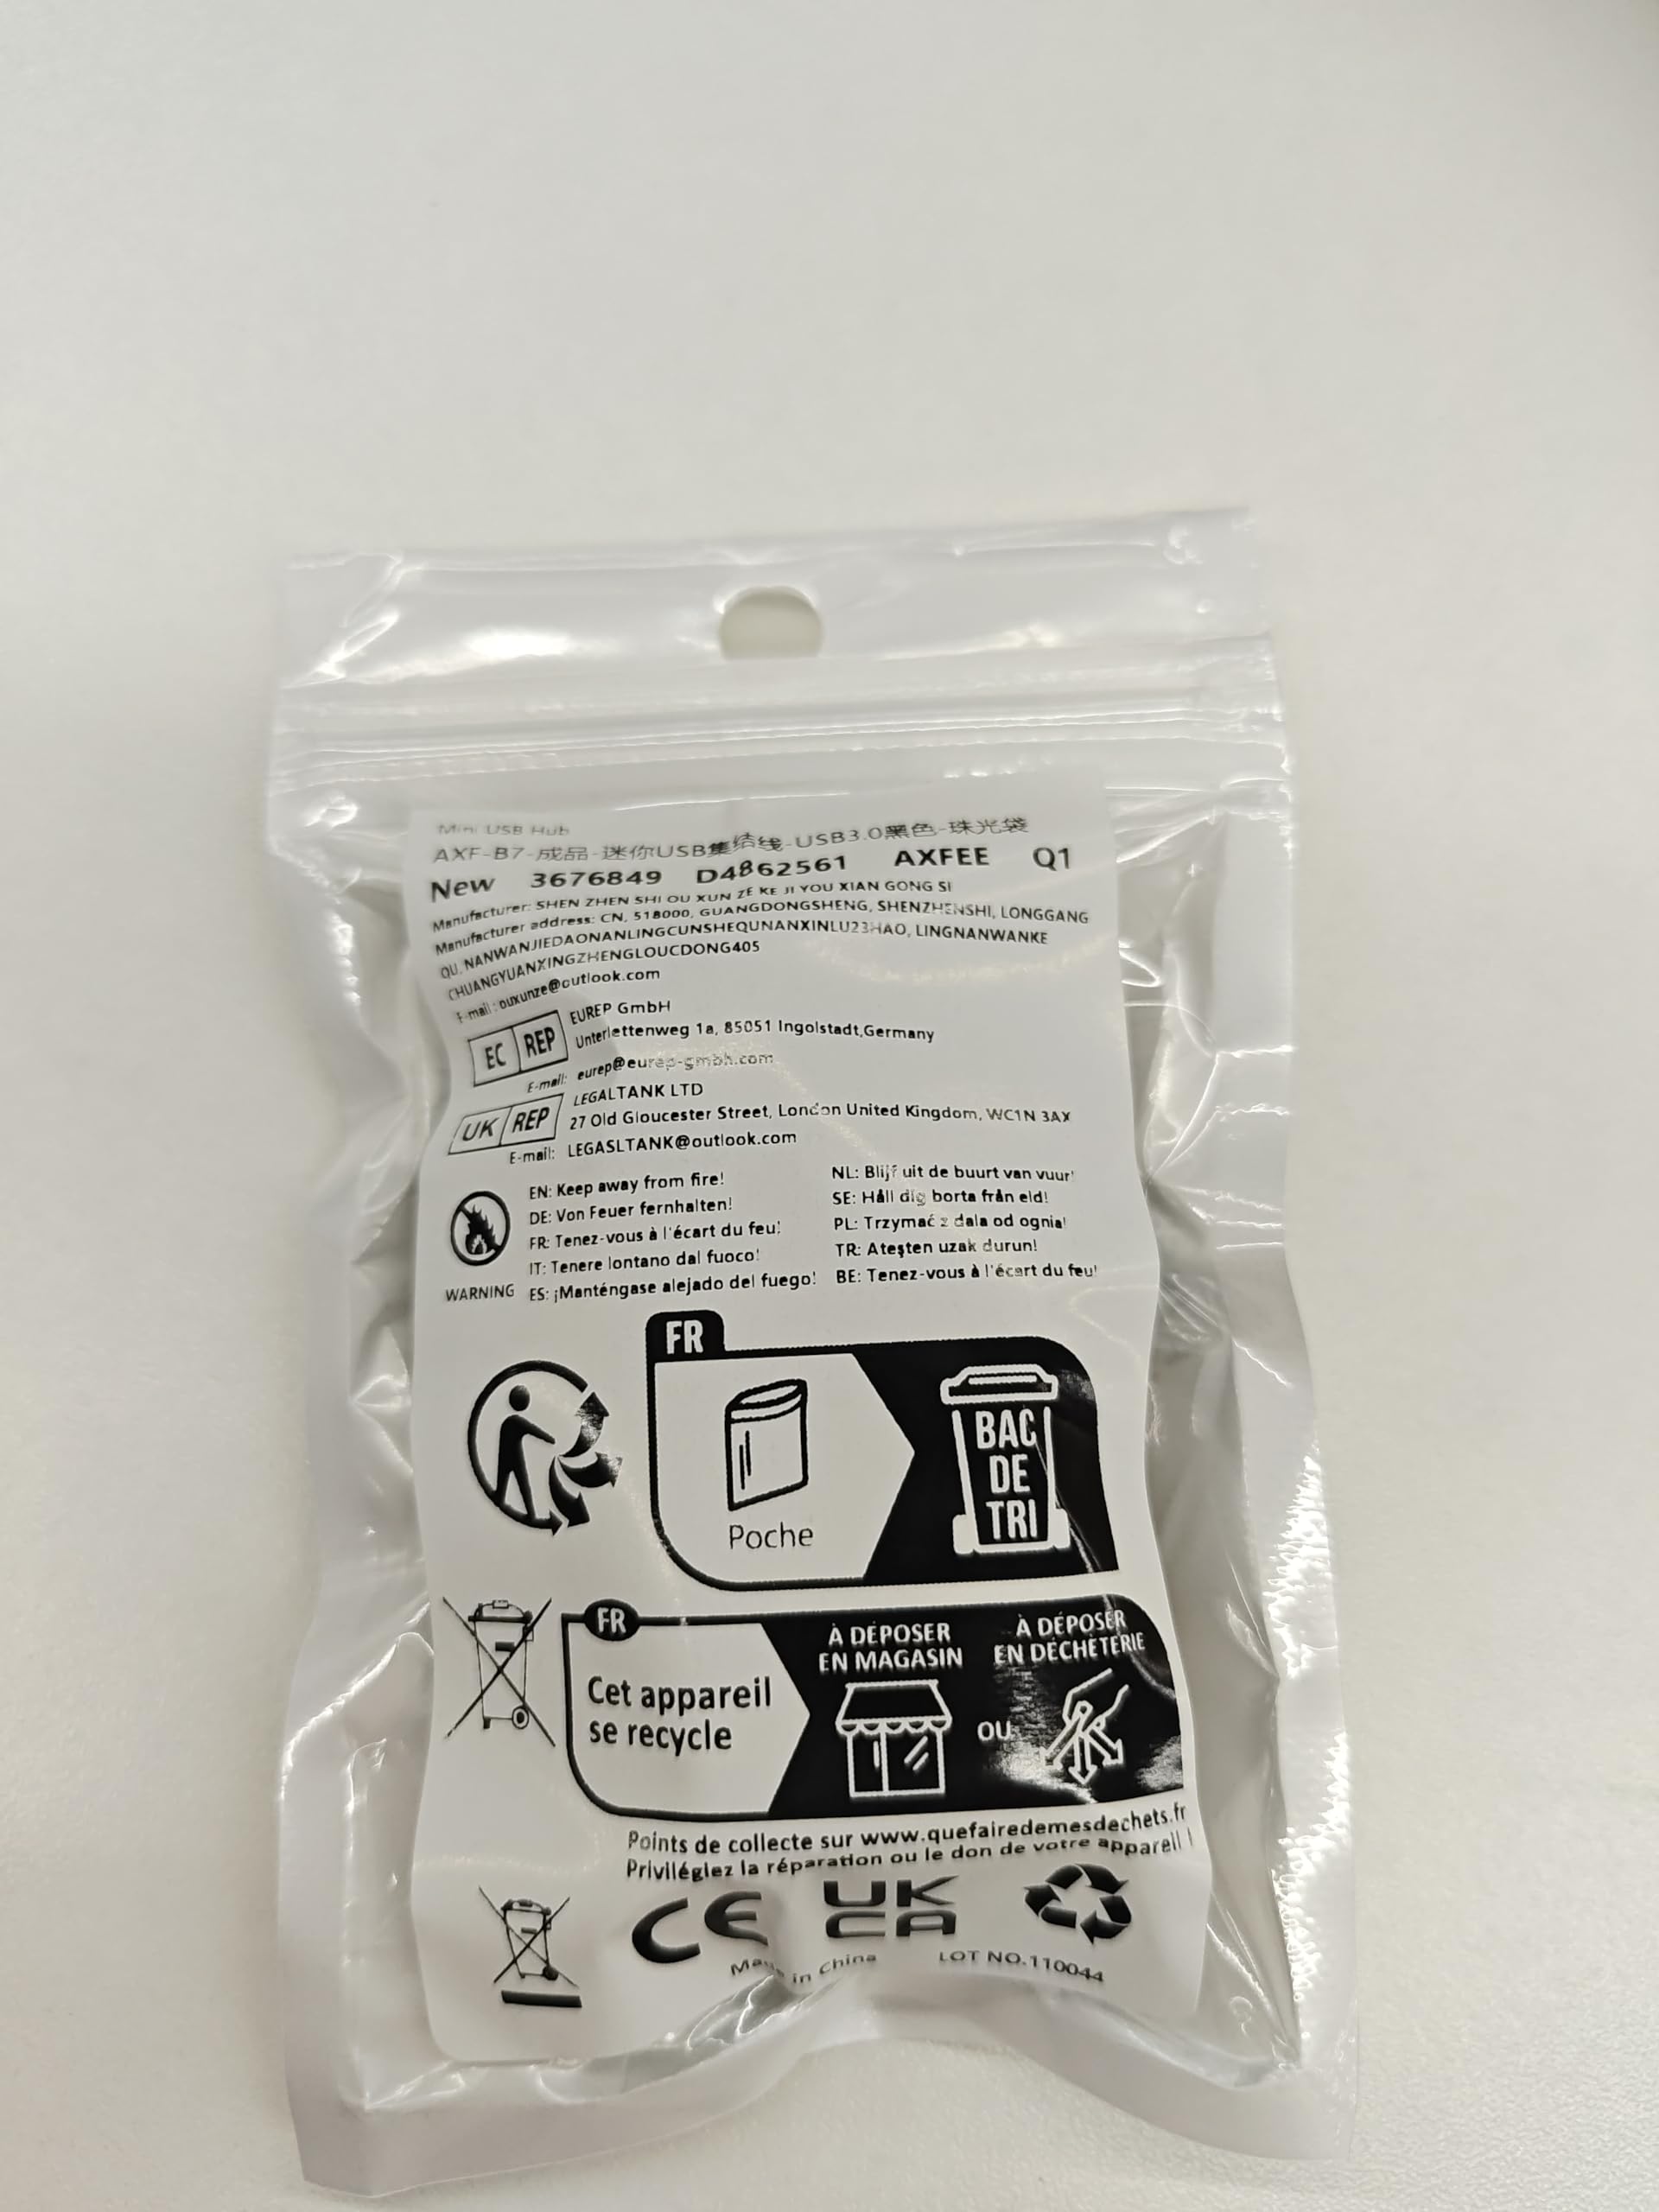 Mini USB Hub
AXF-B7-成品-迷你USB集结线-USB3.0黑色-珠光袋
New 3676849 D4862561 AXFEE Q1
Manufacturer: SHEN ZHEN SHI OU XUN ZE KE JI YOU XIAN GONG SI
Manufacturer address: CN, 518000, GUANGDONGSHENG, SHENZHENSHI, LONGGANG
QU, NANWANJIEDAONANLINGCUNSHEQUNANXINLU23HAO, LINGNANWANKE
CHUANGYUANXINGZHENGLOUCDONG405
E-mail: ouxunze@outlook.com
EC REP
EUREP GmbH
Unterlettenweg 1a, 85051 Ingolstadt,Germany
E-mail: eurep@eurep-gmbh.com
UK REP
LEGALTANK LTD
27 Old Gloucester Street, London United Kingdom, WC1N 3AX
E-mail: LEGASLTANK@outlook.com
WARNING
EN: Keep away from fire!
DE: Von Feuer fernhalten!
FR: Tenez-vous à l'écart du feu!
IT: Tenere lontano dal fuoco!
ES: ¡Manténgase alejado del fuego!
NL: Blijf uit de buurt van vuur!
SE: Håll dig borta från eld!
PL: Trzymać z dala od ognia!
TR: Ateşten uzak durun!
BE: Tenez-vous à l'écart du feu!
FR
Poche
BAC
DE
TRI
FR
Cet appareil
se recycle
À DÉPOSER
EN MAGASIN
OU
À DÉPOSER
EN DÉCHÈTERIE
Points de collecte sur www.quefairedemesdechets.fr
Privilégiez la réparation ou le don de votre appareil !
CE
UK
CA
Made in China
LOT NO.110044